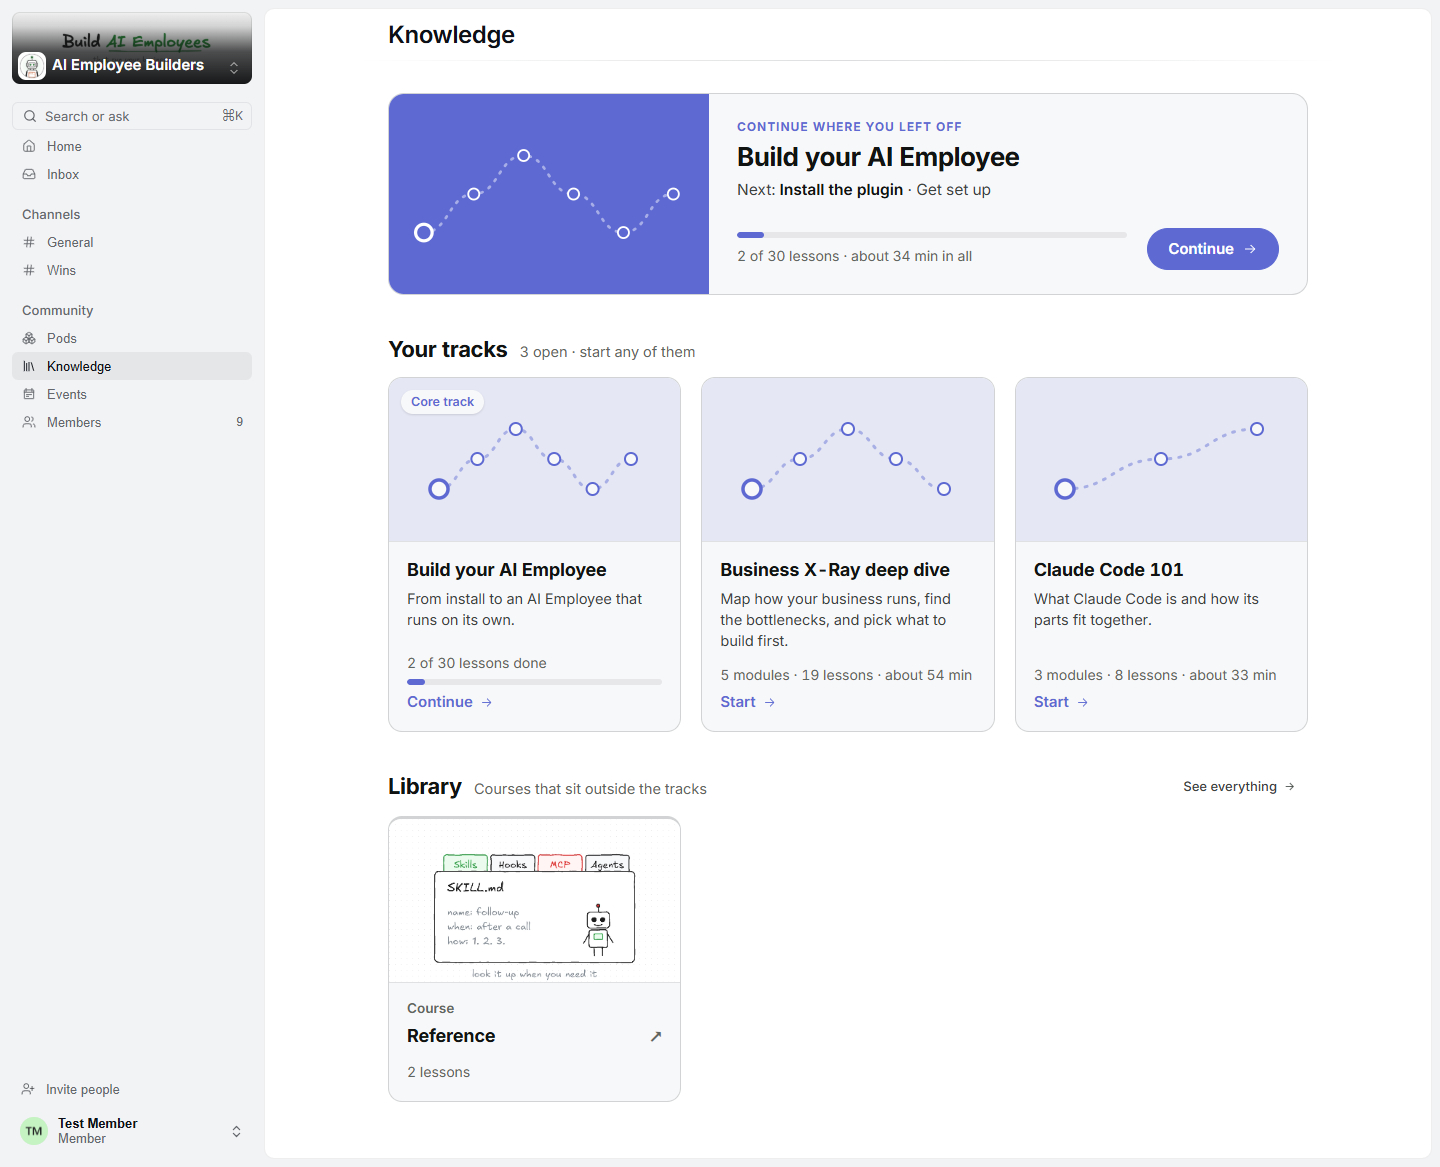 Build AI Employees
AI Employee Builders
Search or ask
⌘K
Home
Inbox
Channels
General
Wins
Community
Pods
Knowledge
Events
Members
9
Invite people
TM
Test Member
Member
Knowledge
CONTINUE WHERE YOU LEFT OFF
Build your AI Employee
Next: Install the plugin · Get set up
2 of 30 lessons · about 34 min in all
Continue →
Your tracks
3 open · start any of them
Core track
Build your AI Employee
From install to an AI Employee that
runs on its own.
2 of 30 lessons done
Continue →
Business X-Ray deep dive
Map how your business runs, find
the bottlenecks, and pick what to
build first.
5 modules · 19 lessons · about 54 min
Start →
Claude Code 101
What Claude Code is and how its
parts fit together.
3 modules · 8 lessons · about 33 min
Start →
Library
Courses that sit outside the tracks
See everything →
Skills
Hooks
MCP
Agents
SKILL.md
name: follow-up
when: after a call
how: 1. 2. 3.
look it up when you need it
Course
Reference
2 lessons